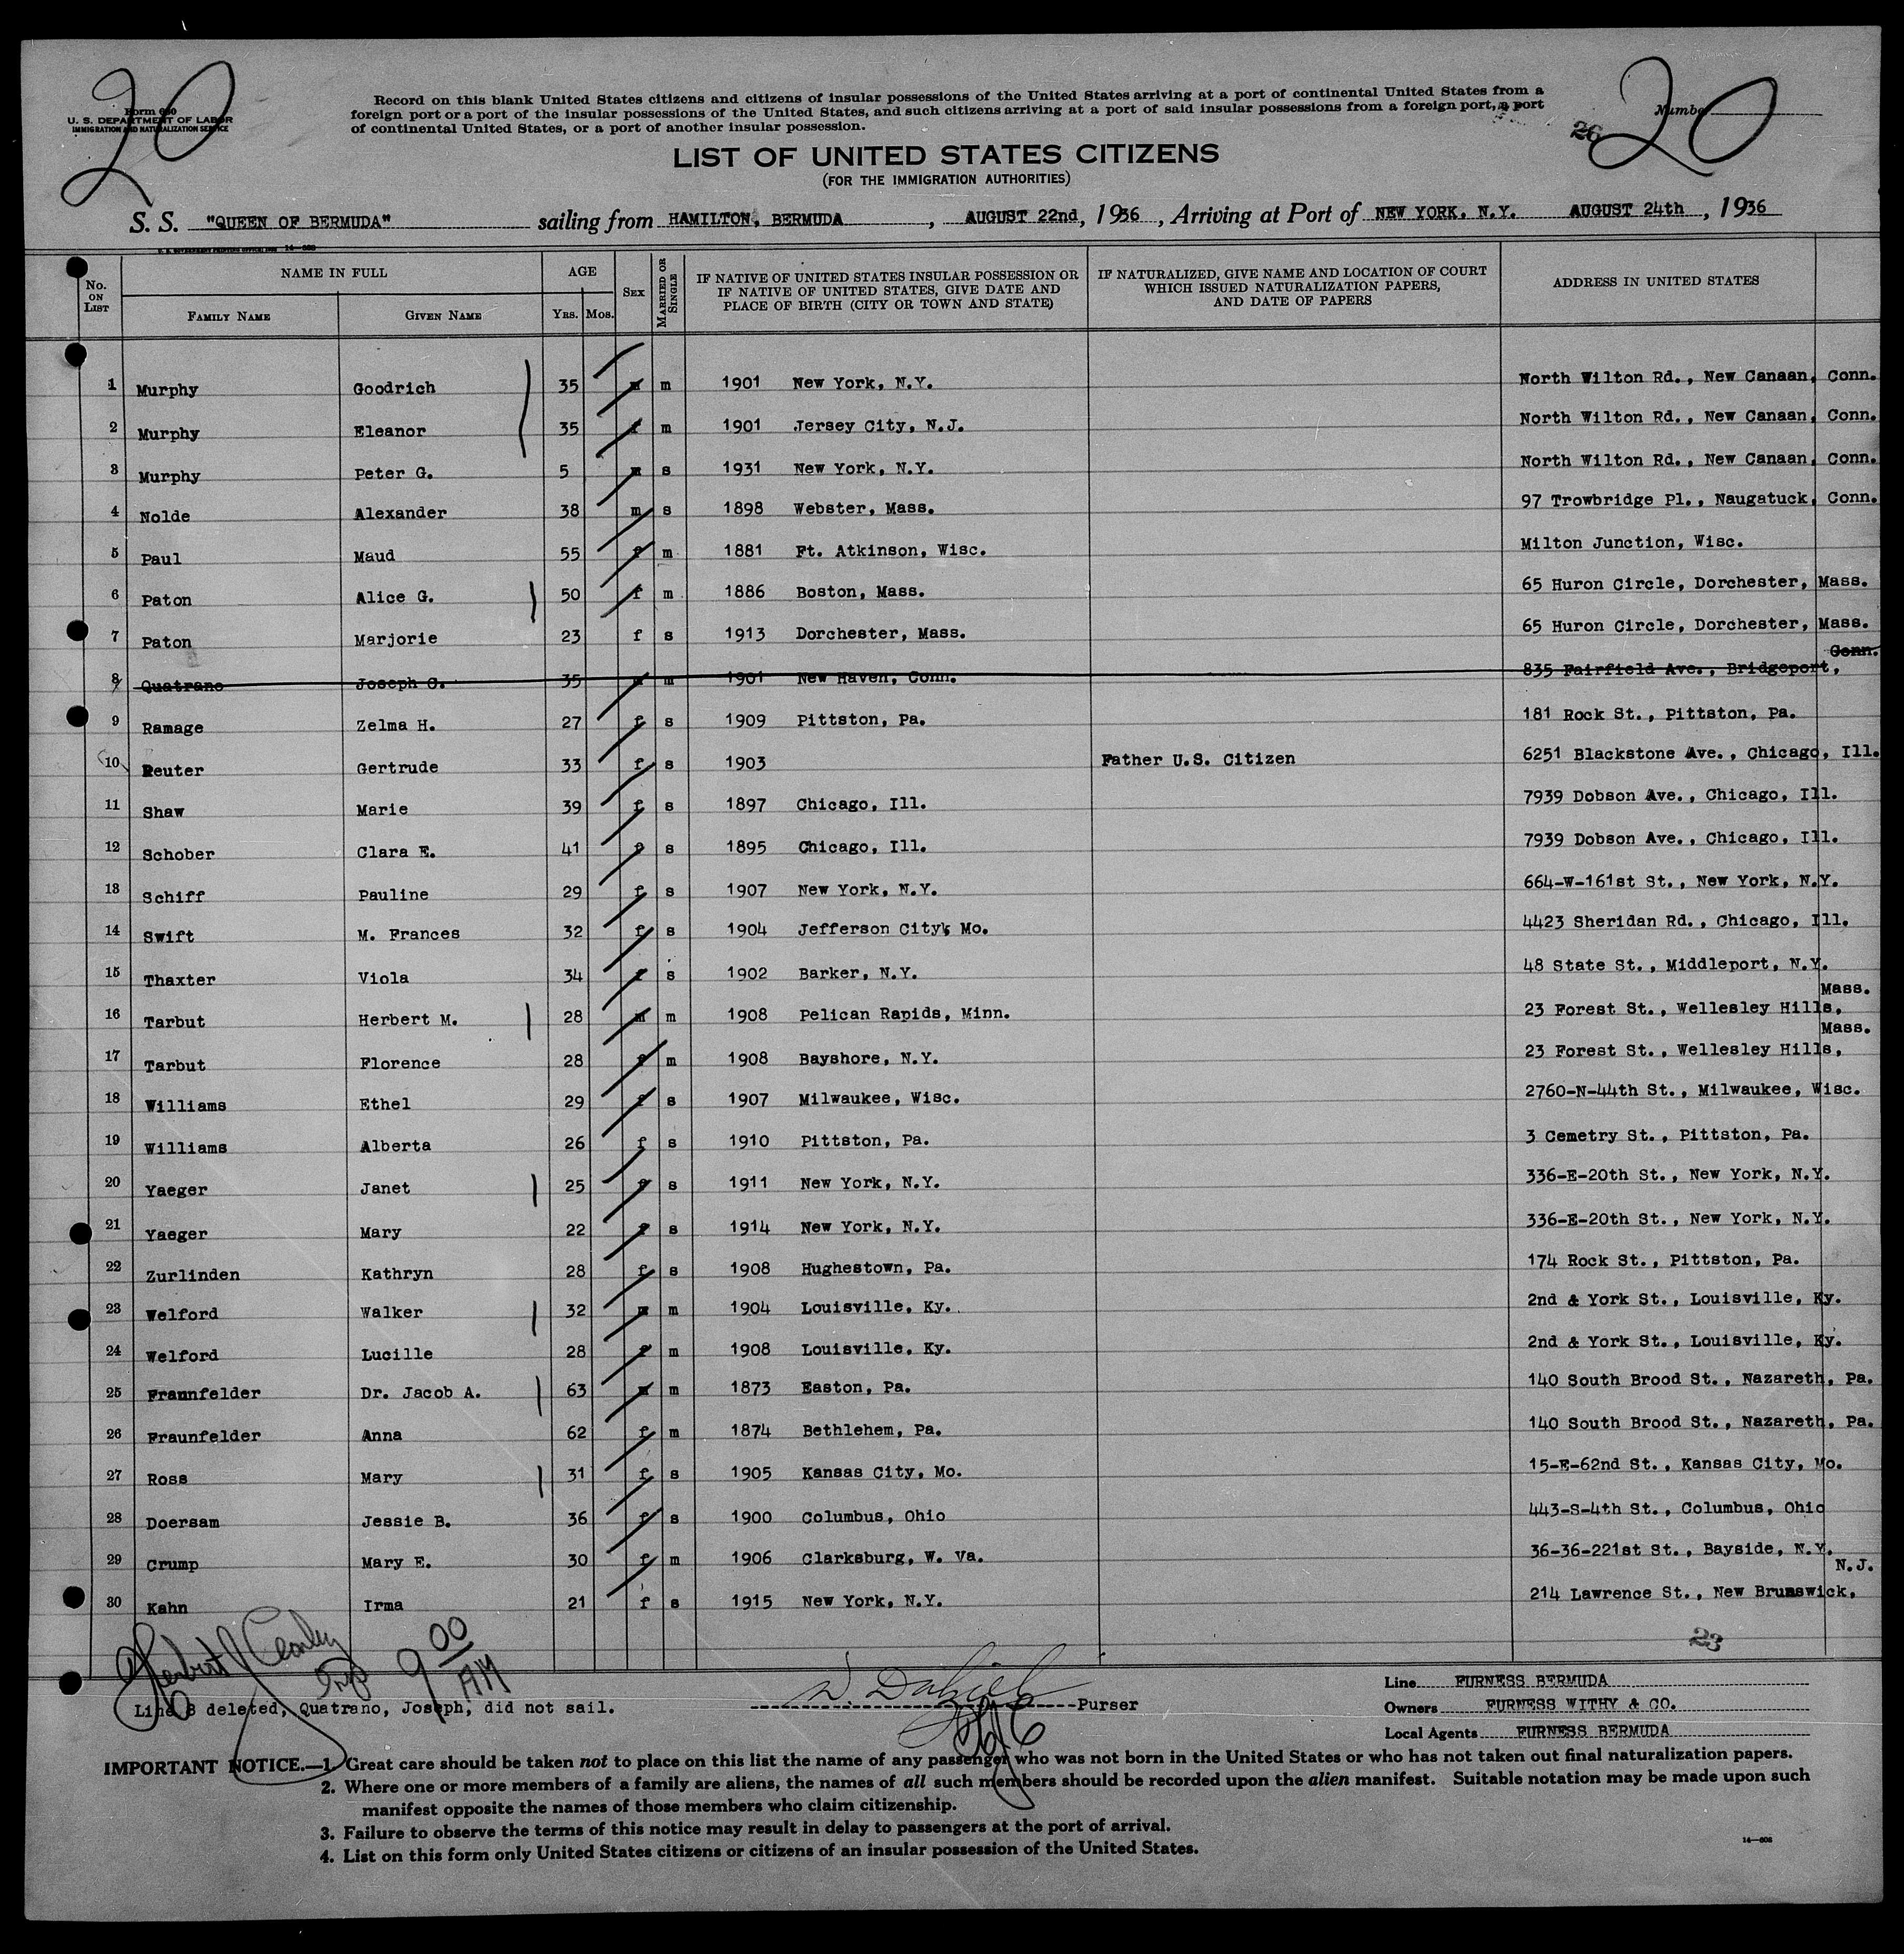 20
20
Form 630
U. S. DEPARTMENT OF LABOR
IMMIGRATION AND NATURALIZATION SERVICE
Record on this blank United States citizens and citizens of insular possessions of the United States arriving at a port of continental United States from a
foreign port or a port of the insular possessions of the United States, and such citizens arriving at a port of said insular possessions from a foreign port, a port
of continental United States, or a port of another insular possession.
Number
26
LIST OF UNITED STATES CITIZENS
(FOR THE IMMIGRATION AUTHORITIES)
S. S. "QUEEN OF BERMUDA" sailing from HAMILTON, BERMUDA, AUGUST 22nd, 1936, Arriving at Port of NEW YORK. N.Y. AUGUST 24th, 1936
No. ON LIST NAME IN FULL AGE SEX MARRIED OR SINGLE IF NATIVE OF UNITED STATES INSULAR POSSESSION OR IF NATIVE OF UNITED STATES, GIVE DATE AND PLACE OF BIRTH (CITY OR TOWN AND STATE) IF NATURALIZED, GIVE NAME AND LOCATION OF COURT WHICH ISSUED NATURALIZATION PAPERS, AND DATE OF PAPERS ADDRESS IN UNITED STATES
FAMILY NAME GIVEN NAME YRS. MOS.
1 Murphy Goodrich 35 m m 1901 New York, N.Y. North Wilton Rd., New Canaan, Conn.
2 Murphy Eleanor 35 f m 1901 Jersey City, N.J. North Wilton Rd., New Canaan, Conn.
3 Murphy Peter G. 5 m s 1931 New York, N.Y. North Wilton Rd., New Canaan, Conn.
4 Nolde Alexander 38 m s 1898 Webster, Mass. 97 Trowbridge Pl., Naugatuck, Conn.
5 Paul Maud 55 f m 1881 Ft. Atkinson, Wisc. Milton Junction, Wisc.
6 Paton Alice G. 50 f m 1886 Boston, Mass. 65 Huron Circle, Dorchester, Mass.
7 Paton Marjorie 23 f s 1913 Dorchester, Mass. 65 Huron Circle, Dorchester, Mass.
8 Quatrano Joseph G. 35 m m 1901 New Haven, Conn. 835 Fairfield Ave., Bridgeport, Conn.
9 Ramage Zelma H. 27 f s 1909 Pittston, Pa. 181 Rock St., Pittston, Pa.
10 Reuter Gertrude 33 f s 1903 Father U.S. Citizen 6251 Blackstone Ave., Chicago, Ill.
11 Shaw Marie 39 f s 1897 Chicago, Ill. 7939 Dobson Ave., Chicago, Ill.
12 Schober Clara E. 41 f s 1895 Chicago, Ill. 7939 Dobson Ave., Chicago, Ill.
13 Schiff Pauline 29 f s 1907 New York, N.Y. 664-W-161st St., New York, N.Y.
14 Swift M. Frances 32 f s 1904 Jefferson City, Mo. 4423 Sheridan Rd., Chicago, Ill.
15 Thaxter Viola 34 f s 1902 Barker, N.Y. 48 State St., Middleport, N.Y.
16 Tarbut Herbert M. 28 m m 1908 Pelican Rapids, Minn. 23 Forest St., Wellesley Hills, Mass.
17 Tarbut Florence 28 f m 1908 Bayshore, N.Y. 23 Forest St., Wellesley Hills, Mass.
18 Williams Ethel 29 f s 1907 Milwaukee, Wisc. 2760-N-44th St., Milwaukee, Wisc.
19 Williams Alberta 26 f s 1910 Pittston, Pa. 3 Cemetry St., Pittston, Pa.
20 Yaeger Janet 25 f s 1911 New York, N.Y. 336-E-20th St., New York, N.Y.
21 Yaeger Mary 22 f s 1914 New York, N.Y. 336-E-20th St., New York, N.Y.
22 Zurlinden Kathryn 28 f s 1908 Hughestown, Pa. 174 Rock St., Pittston, Pa.
23 Welford Walker 32 m m 1904 Louisville, Ky. 2nd & York St., Louisville, Ky.
24 Welford Lucille 28 f m 1908 Louisville, Ky. 2nd & York St., Louisville, Ky.
25 Fraunfelder Dr. Jacob A. 63 m m 1873 Easton, Pa. 140 South Brood St., Nazareth, Pa.
26 Fraunfelder Anna 62 f m 1874 Bethlehem, Pa. 140 South Brood St., Nazareth, Pa.
27 Ross Mary 31 f s 1905 Kansas City, Mo. 15-E-62nd St., Kansas City, Mo.
28 Doersam Jessie B. 36 f s 1900 Columbus, Ohio 443-S-4th St., Columbus, Ohio
29 Crump Mary E. 30 f m 1906 Clarksburg, W. Va. 36-36-221st St., Bayside, N.Y.
30 Kahn Irma 21 f s 1915 New York, N.Y. 214 Lawrence St., New Brunswick, N.J.
23
9 00 AM
Line 8 deleted, Quatrano, Joseph, did not sail.
Purser
Line FURNESS BERMUDA
Owners FURNESS WITHY & CO.
Local Agents FURNESS BERMUDA
IMPORTANT NOTICE.—1. Great care should be taken not to place on this list the name of any passenger who was not born in the United States or who has not taken out final naturalization papers.
2. Where one or more members of a family are aliens, the names of all such members should be recorded upon the alien manifest. Suitable notation may be made upon such
manifest opposite the names of those members who claim citizenship.
3. Failure to observe the terms of this notice may result in delay to passengers at the port of arrival.
4. List on this form only United States citizens or citizens of an insular possession of the United States.